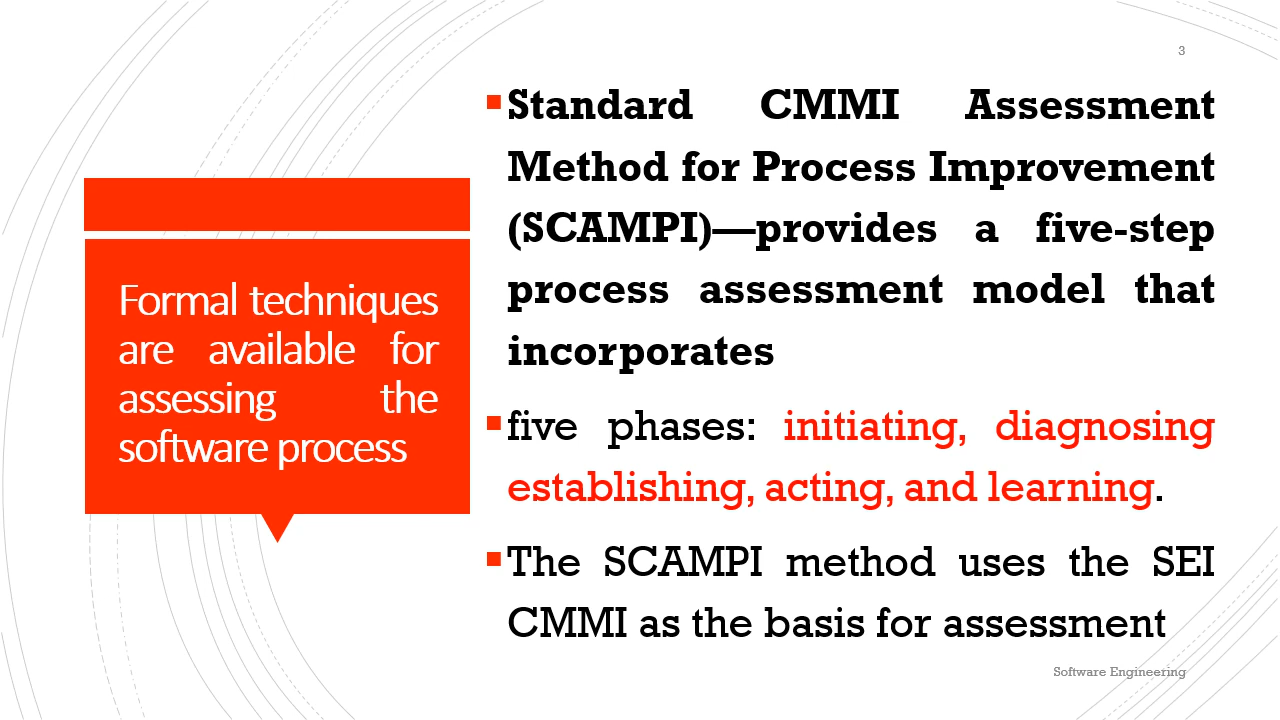 3
Formal techniques
are available for
assessing the
software process
Standard CMMI Assessment
Method for Process Improvement
(SCAMPI)—provides a five-step
process assessment model that
incorporates
five phases: initiating, diagnosing
establishing, acting, and learning.
The SCAMPI method uses the SEI
CMMI as the basis for assessment
Software Engineering